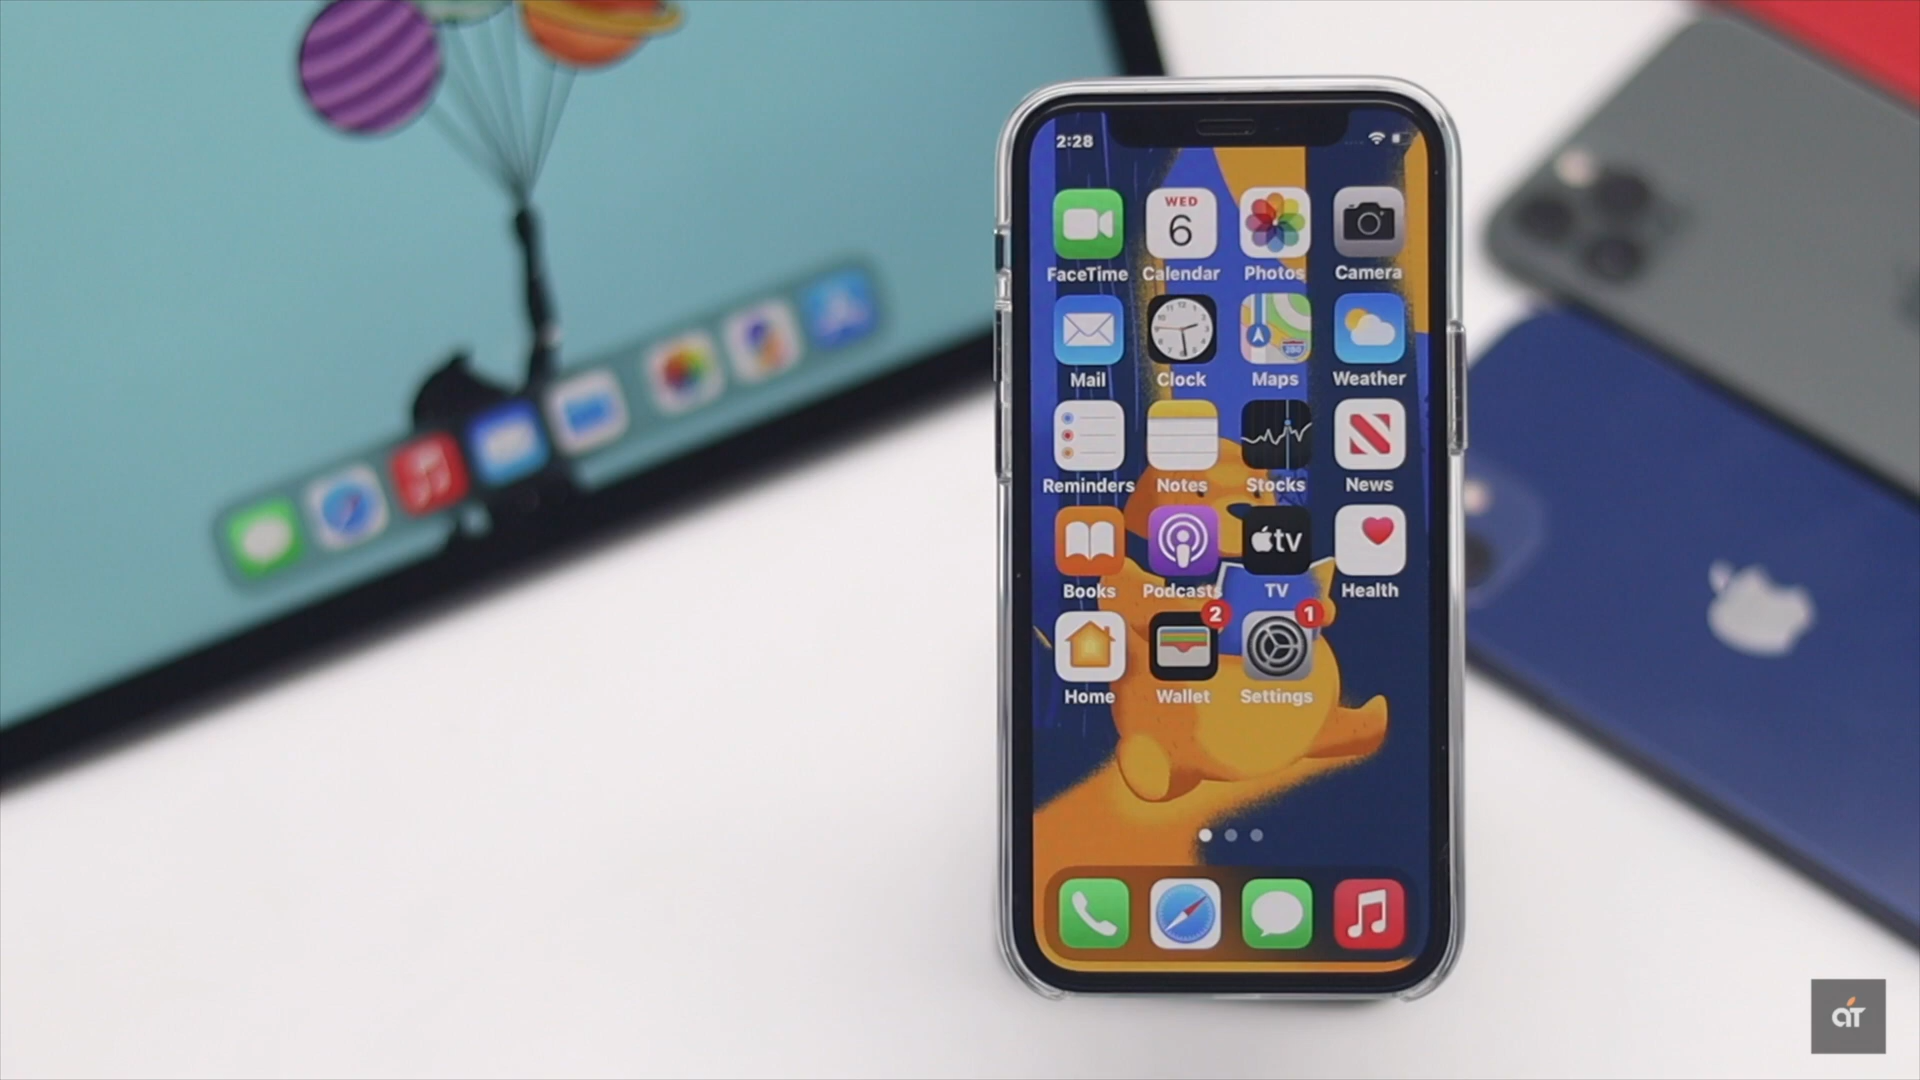 2:28
WED
6
FaceTime Calendar Photos Camera
280
Mail Clock Maps Weather
Reminders Notes Stocks News
tv
Books Podcasts TV Health
2 1
Home Wallet Settings
aT